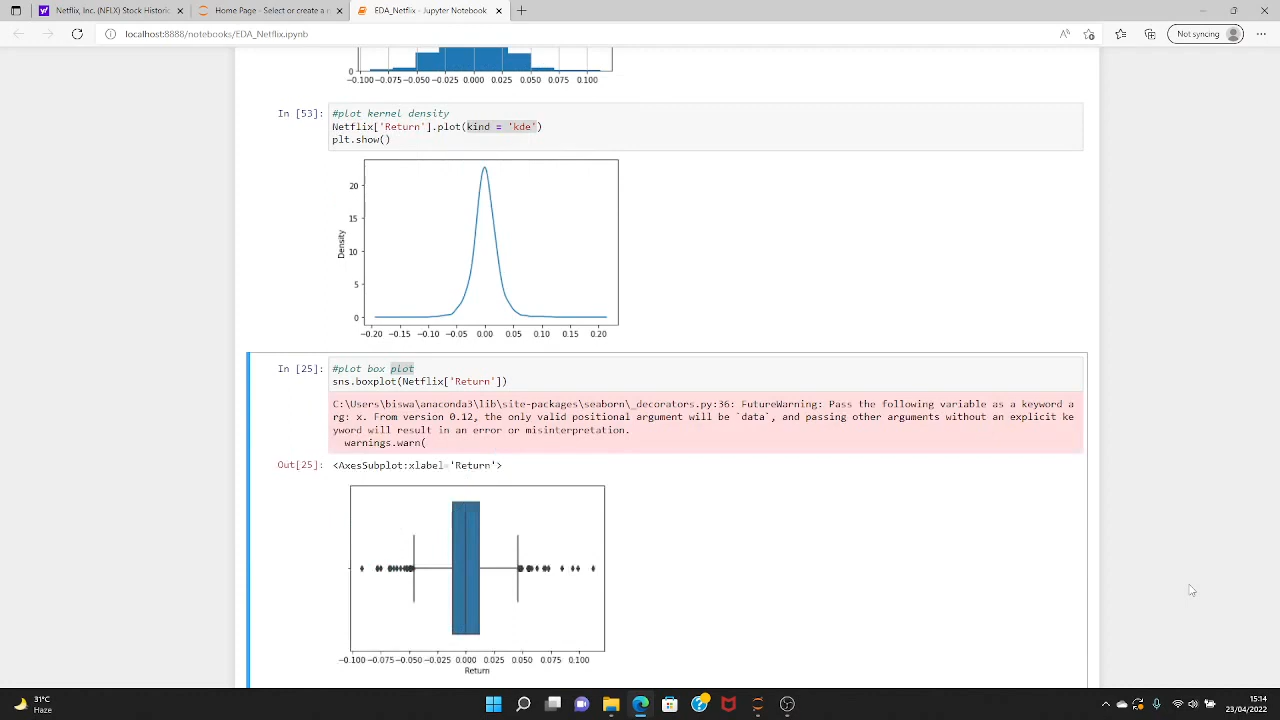 Netflix, Inc. (NFLX) Stock Historic
Home Page - Select or create a n
EDA_Netflix - Jupyter Notebook
localhost:8888/notebooks/EDA_Netflix.ipynb
Not syncing
0
−0.100 −0.075 −0.050 −0.025 0.000 0.025 0.050 0.075 0.100
In [53]:
#plot kernel density
Netflix['Return'].plot(kind = 'kde')
plt.show()
20
15
10
5
0
Density
−0.20 −0.15 −0.10 −0.05 0.00 0.05 0.10 0.15 0.20
In [25]:
#plot box plot
sns.boxplot(Netflix['Return'])
C:\Users\biswa\anaconda3\lib\site-packages\seaborn\_decorators.py:36: FutureWarning: Pass the following variable as a keyword a
rg: x. From version 0.12, the only valid positional argument will be `data`, and passing other arguments without an explicit ke
yword will result in an error or misinterpretation.
warnings.warn(
Out[25]:
<AxesSubplot:xlabel='Return'>
−0.100 −0.075 −0.050 −0.025 0.000 0.025 0.050 0.075 0.100
Return
31°C
Haze
ENG
IN
15:14
23/04/2022